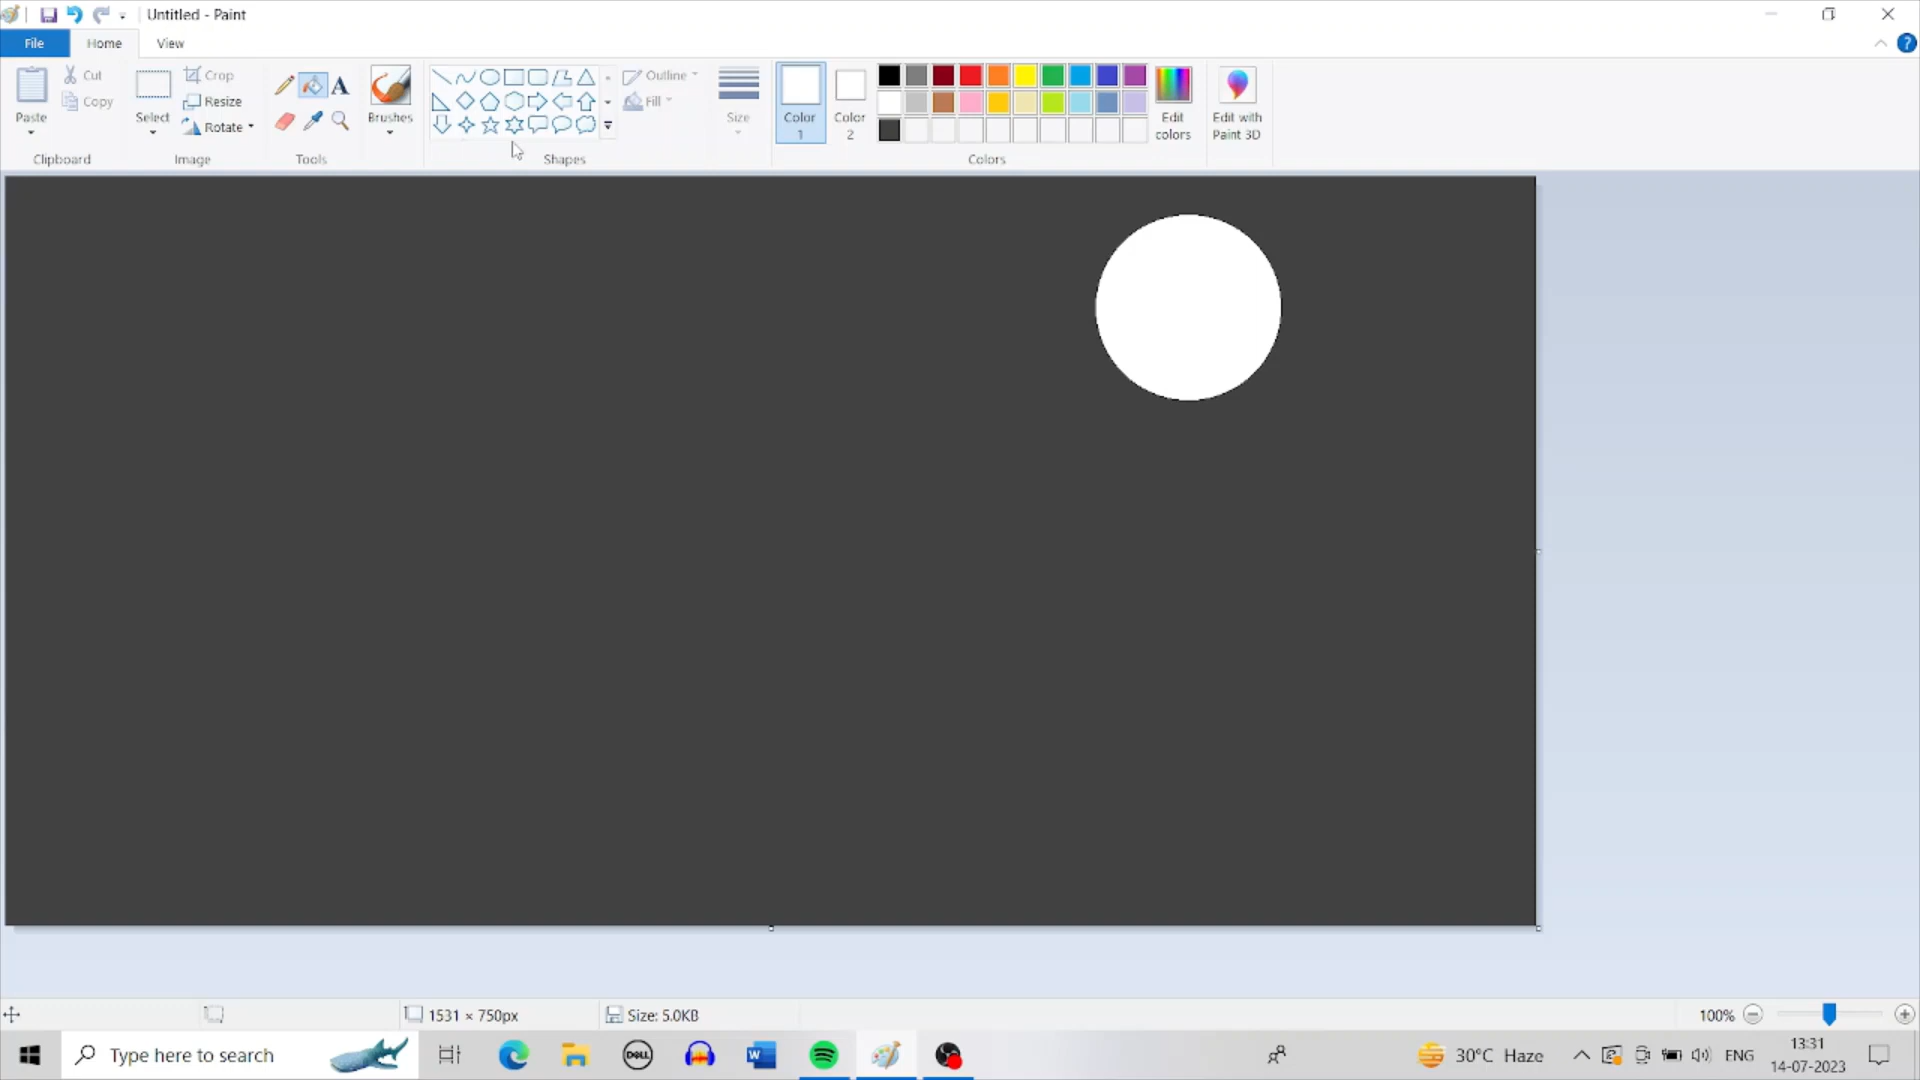 Untitled - Paint
File Home View
Paste
Cut
Copy
Clipboard
Select
Crop
Resize
Rotate
Image
A
Tools
Brushes
Outline
Fill
Shapes
Size
Color 1
Color 2
Edit colors
Colors
Edit with Paint 3D
?
1531 × 750px
Size: 5.0KB
100%
Type here to search
DELL
W
30°C Haze
ENG
13:31
14-07-2023